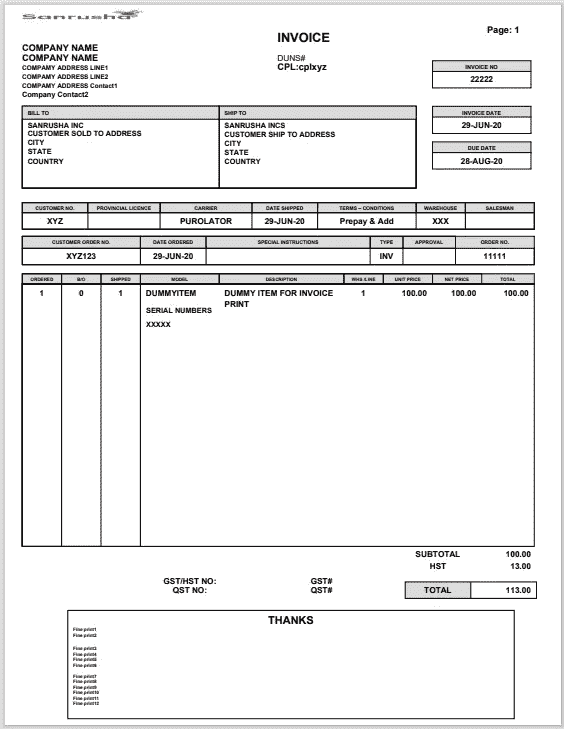 Sanrusha
Page: 1
INVOICE
COMPANY NAME
COMPANY NAME
COMPAMY ADDRESS LINE1
COMPANY ADDRESS LINE2
COMPAMY ADDRESS Contact1
Company Contact2
DUNS#
CPL:cplxyz
INVOICE NO
22222
BILL TO
SANRUSHA INC
CUSTOMER SOLD TO ADDRESS
CITY
STATE
COUNTRY
SHIP TO
SANRUSHA INCS
CUSTOMER SHIP TO ADDRESS
CITY
STATE
COUNTRY
INVOICE DATE
29-JUN-20
DUE DATE
28-AUG-20
CUSTOMER NO. PROVINCIAL LICENCE CARRIER DATE SHIPPED TERMS – CONDITIONS WAREHOUSE SALESMAN
XYZ PUROLATOR 29-JUN-20 Prepay & Add XXX
CUSTOMER ORDER NO. DATE ORDERED SPECIAL INSTRUCTIONS TYPE APPROVAL ORDER NO.
XYZ123 29-JUN-20 INV 11111
ORDERED B/O SHIPPED MODEL DESCRIPTION WHS /LINE UNIT PRICE NET PRICE TOTAL
1 0 1 DUMMYITEM DUMMY ITEM FOR INVOICE 1 100.00 100.00 100.00
PRINT
SERIAL NUMBERS
XXXXX
SUBTOTAL 100.00
HST 13.00
GST/HST NO: GST#
QST NO: QST#
TOTAL 113.00
THANKS
Fine print1
Fine print2
Fine print3
Fine print4
Fine print5
Fine print6
Fine print7
Fine print8
Fine print9
Fine print10
Fine print11
Fine print12